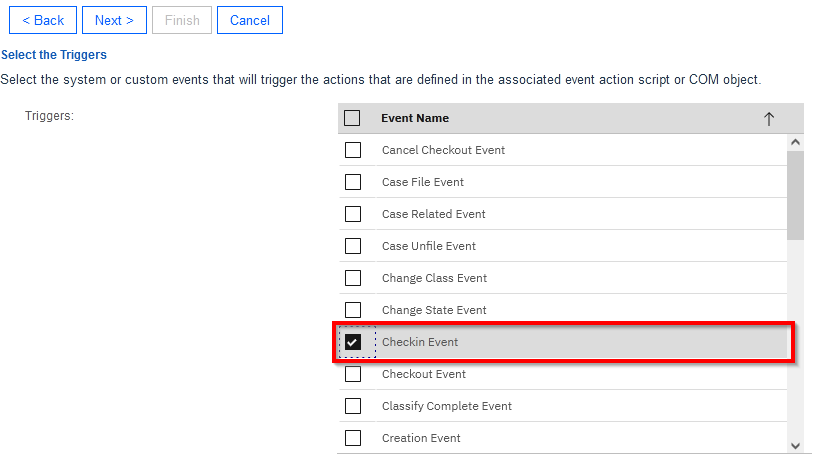 < Back Next > Finish Cancel
Select the Triggers
Select the system or custom events that will trigger the actions that are defined in the associated event action script or COM object.
Triggers:
Event Name
Cancel Checkout Event
Case File Event
Case Related Event
Case Unfile Event
Change Class Event
Change State Event
Checkin Event
Checkout Event
Classify Complete Event
Creation Event